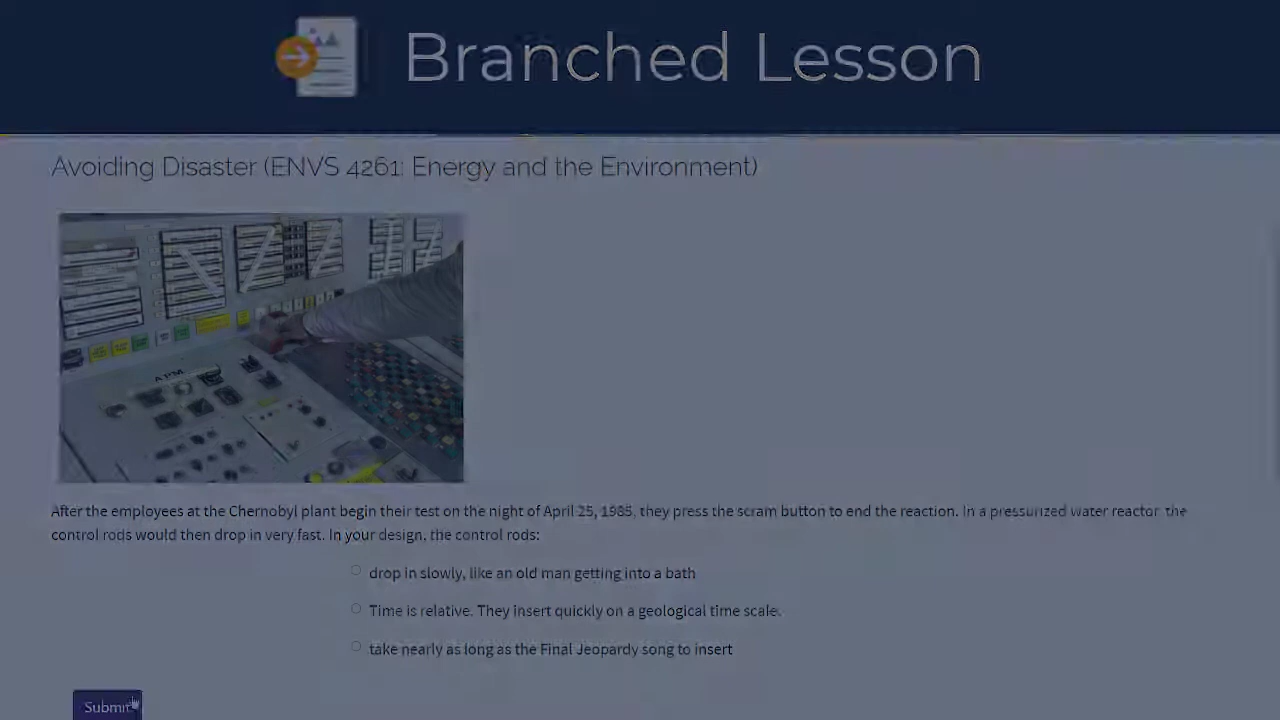 Branched Lesson
Avoiding Disaster (ENVS 4261: Energy and the Environment)
APM
After the employees at the Chernobyl plant begin their test on the night of April 25, 1985, they press the scram button to end the reaction. In a pressurized water reactor, the
control rods would then drop in very fast. In your design, the control rods:
drop in slowly, like an old man getting into a bath
Time is relative. They insert quickly on a geological time scale.
take nearly as long as the Final Jeopardy song to insert
Submit